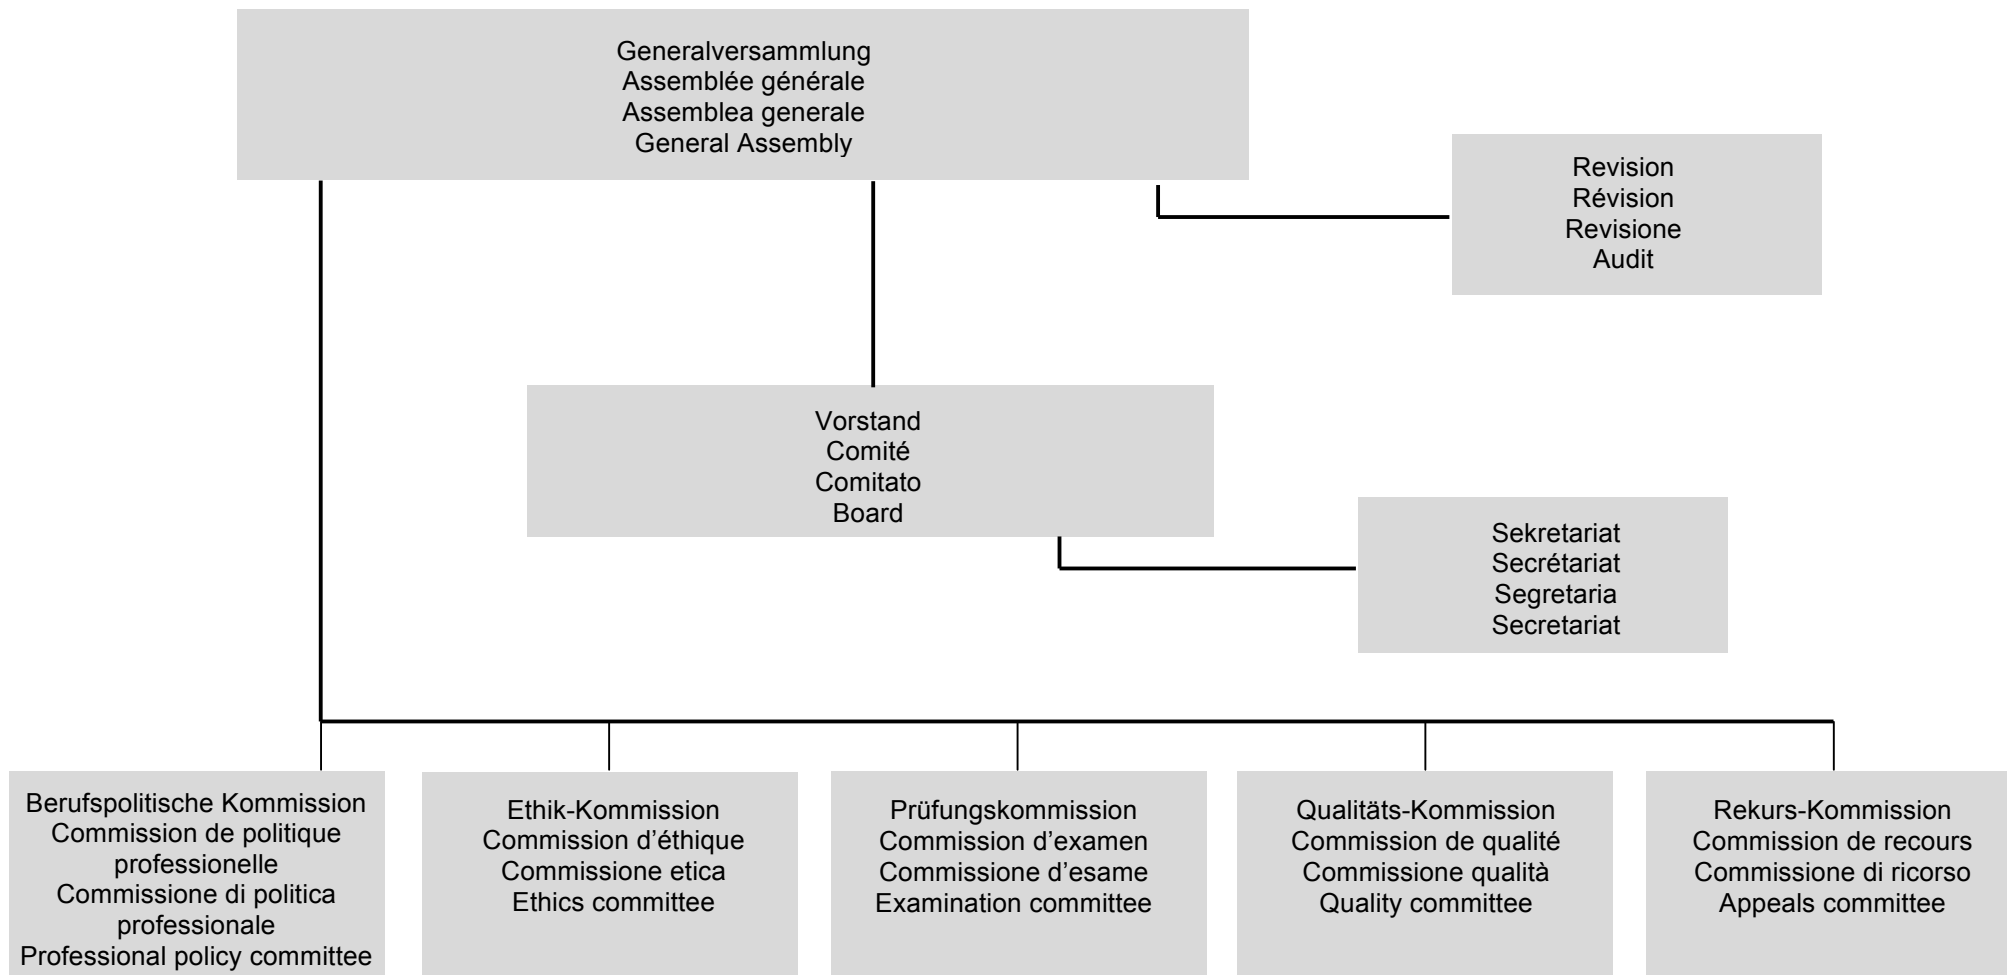 Generalversammlung
Assemblée générale
Assemblea generale
General Assembly
Revision
Révision
Revisione
Audit
Vorstand
Comité
Comitato
Board
Sekretariat
Secrétariat
Segretaria
Secretariat
Berufspolitische Kommission
Commission de politique
professionelle
Commissione di politica
professionale
Professional policy committee
Ethik-Kommission
Commission d’éthique
Commissione etica
Ethics committee
Prüfungskommission
Commission d’examen
Commissione d’esame
Examination committee
Qualitäts-Kommission
Commission de qualité
Commissione qualità
Quality committee
Rekurs-Kommission
Commission de recours
Commissione di ricorso
Appeals committee